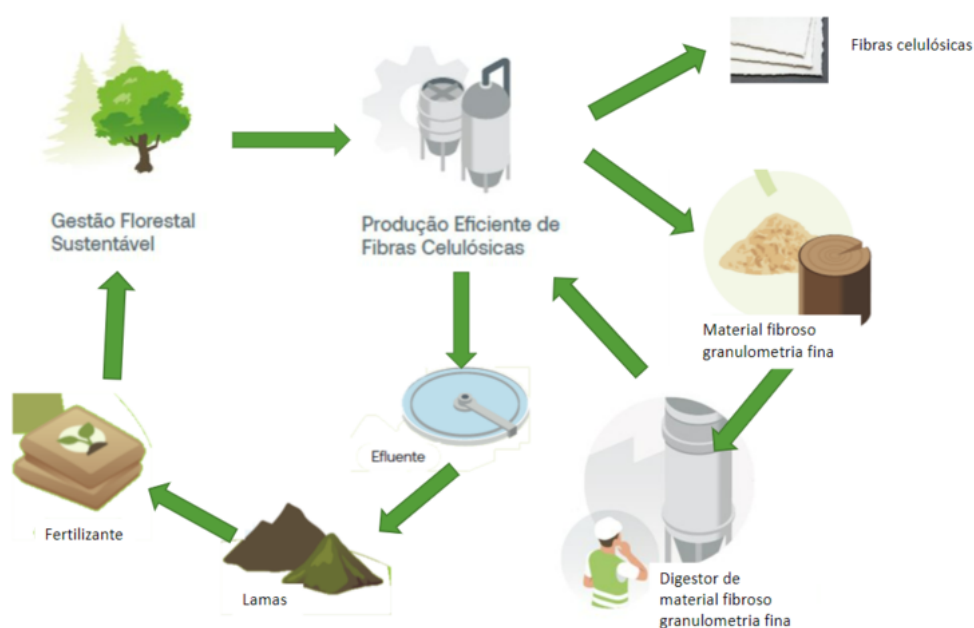 Fibras celulósicas
Gestão Florestal
Sustentável
Produção Eficiente de
Fibras Celulósicas
Material fibroso
granulometria fina
Efluente
Fertilizante
Lamas
Digestor de
material fibroso
granulometria fina